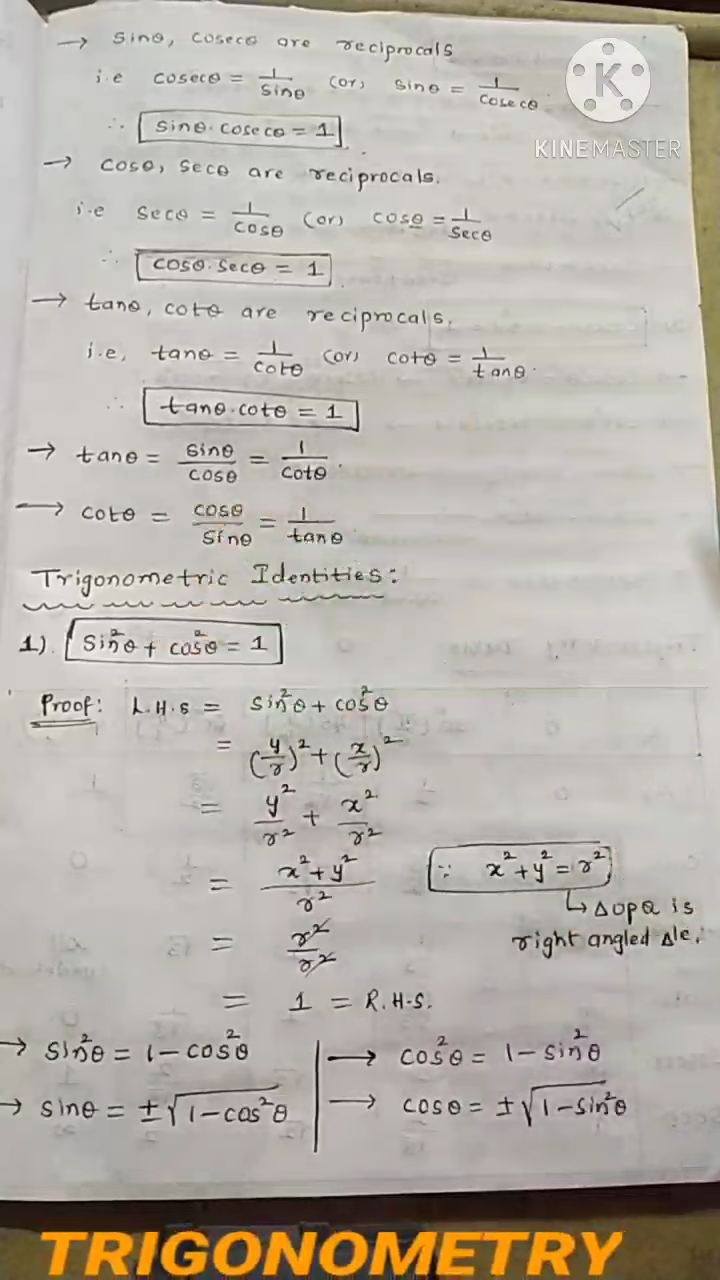 → sinθ, cosecθ are reciprocals
i.e cosecθ = 1/sinθ (or) sinθ = 1/cosecθ
∴ sinθ·cosecθ = 1
K
KINEMASTER
→ cosθ, secθ are reciprocals.
i.e secθ = 1/cosθ (or) cosθ = 1/secθ
∴ cosθ·secθ = 1
→ tanθ, cotθ are reciprocals.
i.e, tanθ = 1/cotθ (or) cotθ = 1/tanθ.
∴ tanθ·cotθ = 1
→ tanθ = sinθ/cosθ = 1/cotθ.
→ cotθ = cosθ/sinθ = 1/tanθ
Trigonometric Identities:
1). sin²θ + cos²θ = 1
Proof: L.H.S = sin²θ + cos²θ
= (y/r)² + (x/r)²
= y²/r² + x²/r²
= (x² + y²)/r² ∵ x² + y² = r²
↳ ΔOPQ is
right angled Δle.
= r²/r²
= 1 = R.H.S.
→ sin²θ = 1 - cos²θ → cos²θ = 1 - sin²θ
→ sinθ = ±√(1-cos²θ) → cosθ = ±√(1-sin²θ)
TRIGONOMETRY